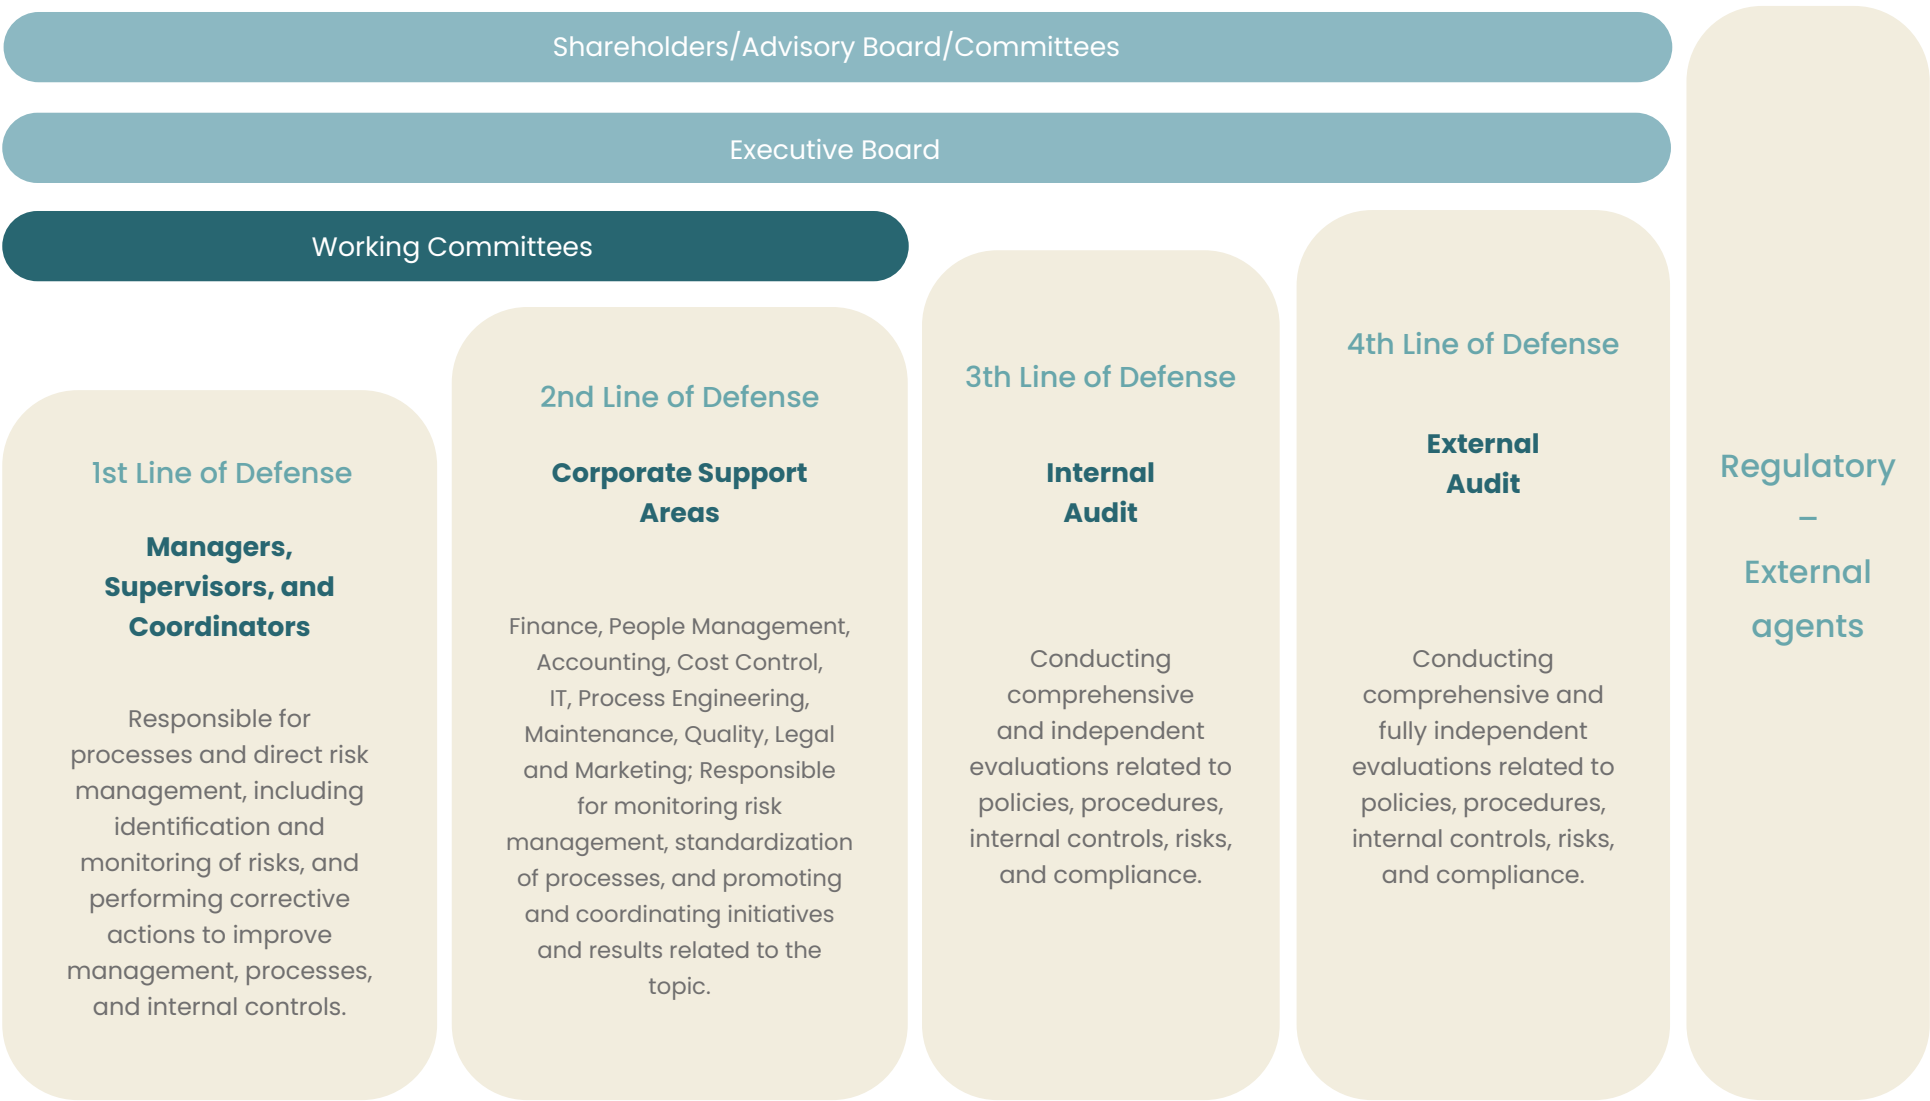 Shareholders/Advisory Board/Committees
Executive Board
Working Committees
1st Line of Defense
Managers,
Supervisors, and
Coordinators
Responsible for
processes and direct risk
management, including
identification and
monitoring of risks, and
performing corrective
actions to improve
management, processes,
and internal controls.
2nd Line of Defense
Corporate Support
Areas
Finance, People Management,
Accounting, Cost Control,
IT, Process Engineering,
Maintenance, Quality, Legal
and Marketing; Responsible
for monitoring risk
management, standardization
of processes, and promoting
and coordinating initiatives
and results related to the
topic.
3th Line of Defense
Internal
Audit
Conducting
comprehensive
and independent
evaluations related to
policies, procedures,
internal controls, risks,
and compliance.
4th Line of Defense
External
Audit
Conducting
comprehensive and
fully independent
evaluations related to
policies, procedures,
internal controls, risks,
and compliance.
Regulatory
–
External
agents